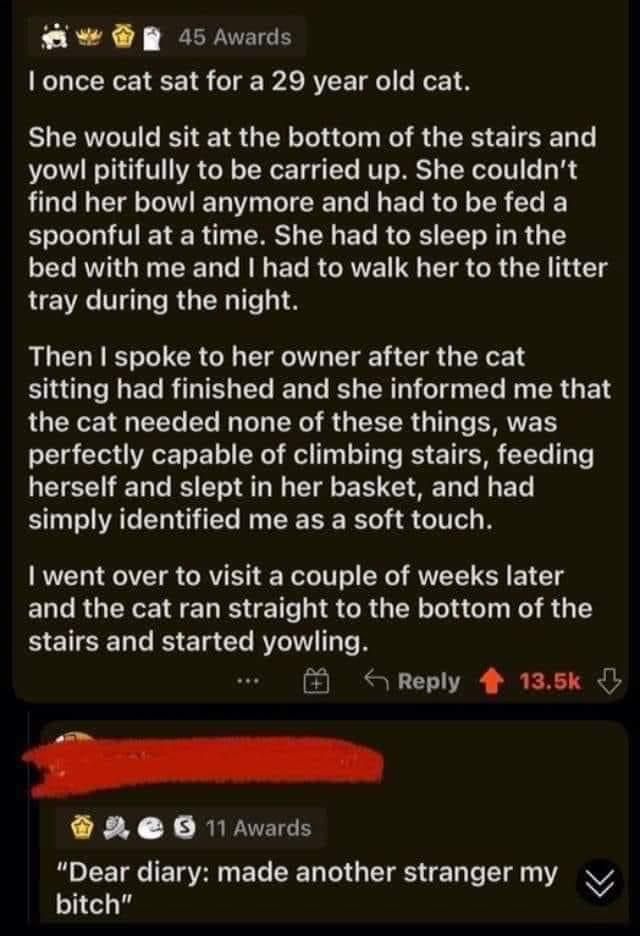 45 Awards
I once cat sat for a 29 year old cat.
She would sit at the bottom of the stairs and
yowl pitifully to be carried up. She couldn’t
find her bowl anymore and had to be fed a
spoonful at a time. She had to sleep in the
bed with me and I had to walk her to the litter
tray during the night.
Then I spoke to her owner after the cat
sitting had finished and she informed me that
the cat needed none of these things, was
perfectly capable of climbing stairs, feeding
herself and slept in her basket, and had
simply identified me as a soft touch.
I went over to visit a couple of weeks later
and the cat ran straight to the bottom of the
stairs and started yowling.
... Reply 13.5k
S 11 Awards
“Dear diary: made another stranger my
bitch”